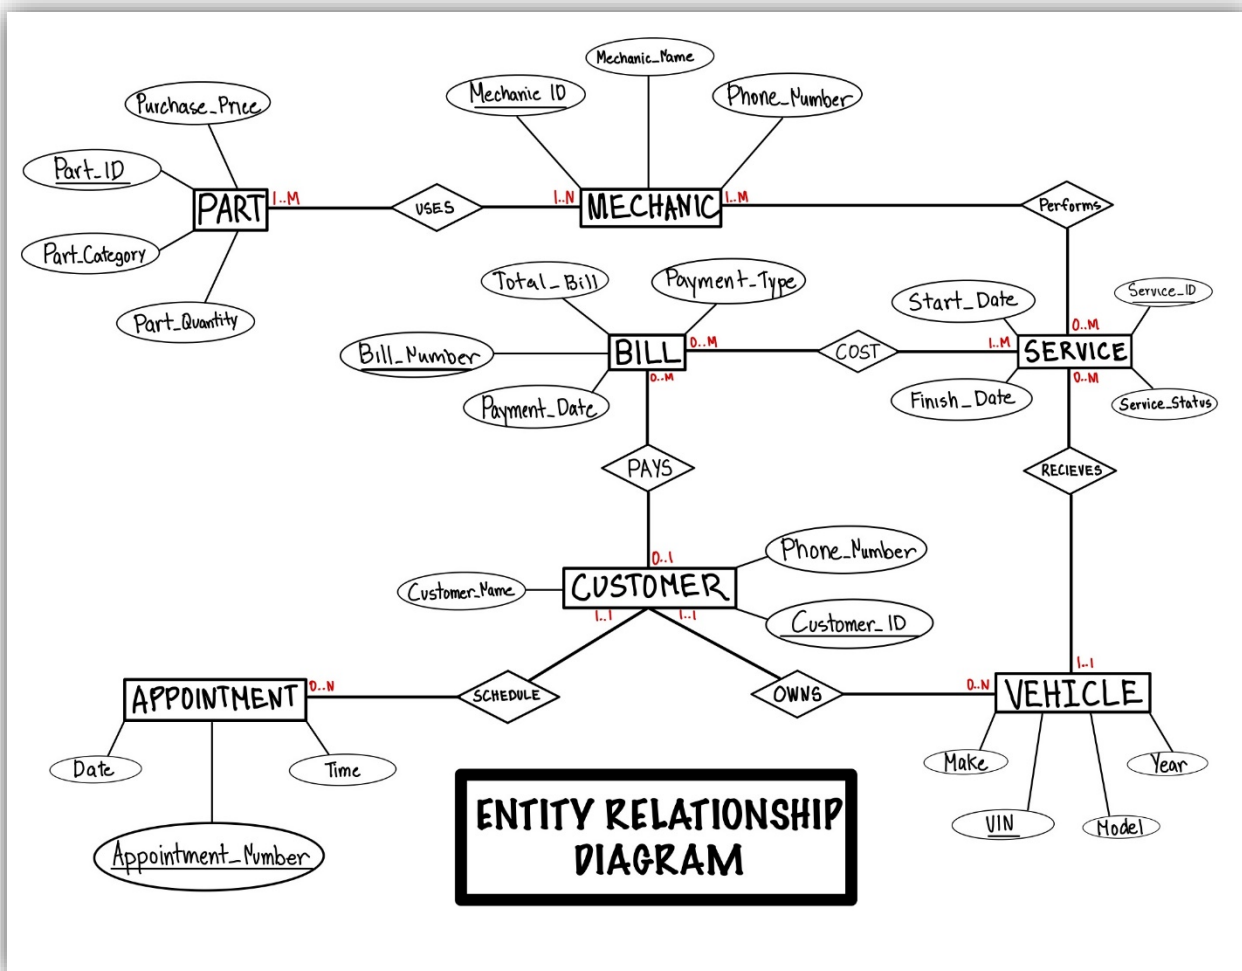 Mechanic_Name
Mechanic ID
Phone_Number
Purchase_Price
Part_ID
PART
1..M
USES
1..N
MECHANIC
1..M
Performs
Part_Category
Part_Quantity
Total_Bill
Payment_Type
Bill_Number
BILL
0..M
0..M
Payment_Date
COST
1..M
Start_Date
Service_ID
0..M
SERVICE
0..M
Finish_Date
Service_Status
PAYS
RECIEVES
0..1
Customer_Name
CUSTOMER
Phone_Number
Customer_ID
1..1
1..1
APPOINTMENT
0..N
SCHEDULE
OWNS
0..N
1..1
VEHICLE
Date
Time
Appointment_Number
Make
VIN
Model
Year
ENTITY RELATIONSHIP
DIAGRAM